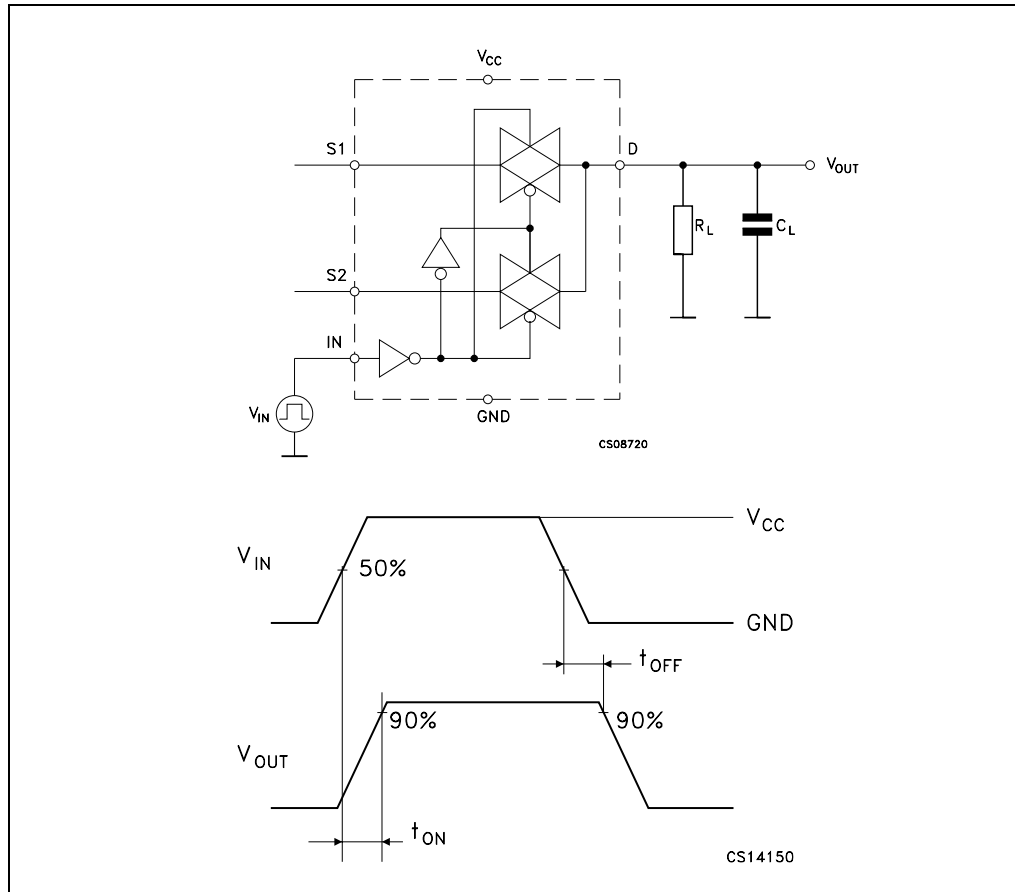 VCC
S1
D
VOUT
RL
CL
S2
IN
VIN
GND
CS08720
VCC
VIN
50%
GND
tOFF
90%
90%
VOUT
tON
CS14150